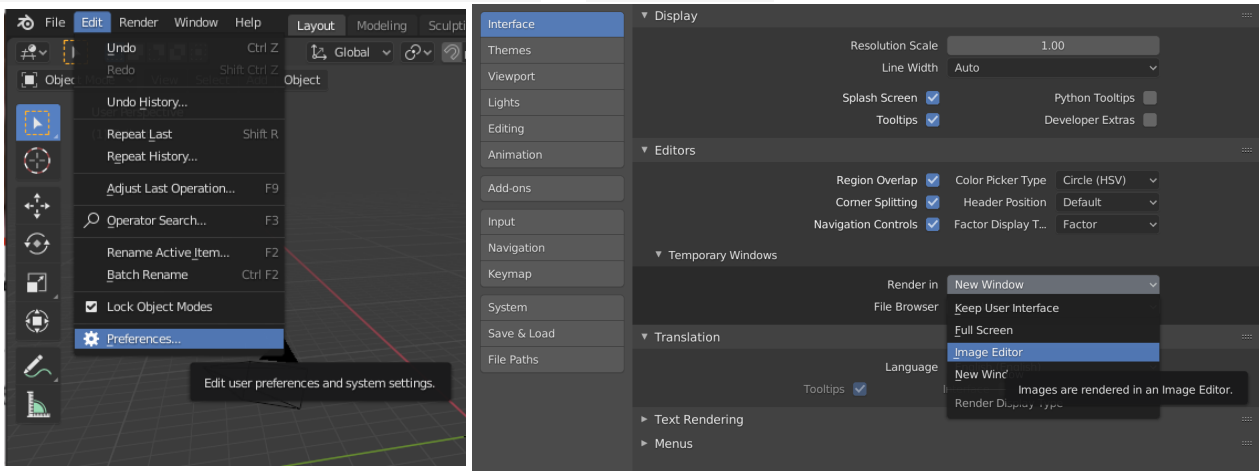 File Edit Render Window Help Layout Modeling Sculpti
Global
Object
Undo Ctrl Z
Redo Shift Ctrl Z
Undo History...
Repeat Last Shift R
Repeat History...
Adjust Last Operation... F9
Operator Search... F3
Rename Active Item... F2
Batch Rename Ctrl F2
Lock Object Modes
Preferences...
Edit user preferences and system settings.
Interface
Themes
Viewport
Lights
Editing
Animation
Add-ons
Input
Navigation
Keymap
System
Save & Load
File Paths
Display
Resolution Scale 1.00
Line Width Auto
Splash Screen Python Tooltips
Tooltips Developer Extras
Editors
Region Overlap Color Picker Type Circle (HSV)
Corner Splitting Header Position Default
Navigation Controls Factor Display T... Factor
Temporary Windows
Render in New Window
File Browser Keep User Interface
Full Screen
Image Editor
New Wind
Images are rendered in an Image Editor.
Render Display Type
Translation
Language
Tooltips
Text Rendering
Menus